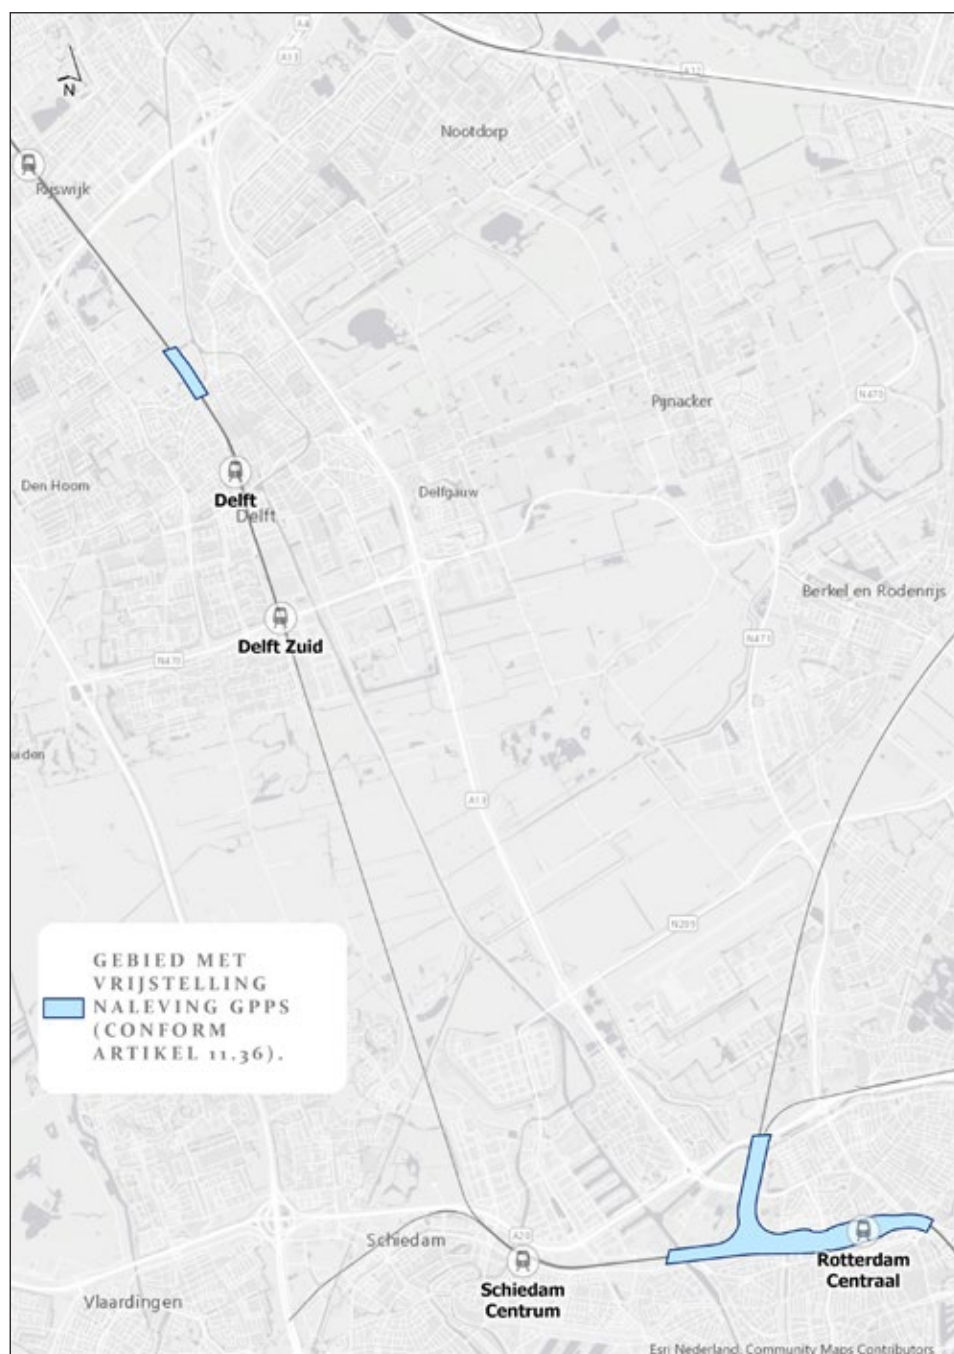 A4
A13
N
A12
Nootdorp
Rijswijk
N470
Pijnacker
Den Hoorn
Delfgauw
Delft
Delft
Berkel en Rodenrijs
Delft Zuid
N471
N470
uiden
A13
N209
GEBIED MET
VRIJSTELLING
NALEVING GPPS
(CONFORM
ARTIKEL 11.36).
A20
Schiedam
Rotterdam
Centraal
Schiedam
Centrum
Vlaardingen
Esri Nederland, Community Maps Contributors